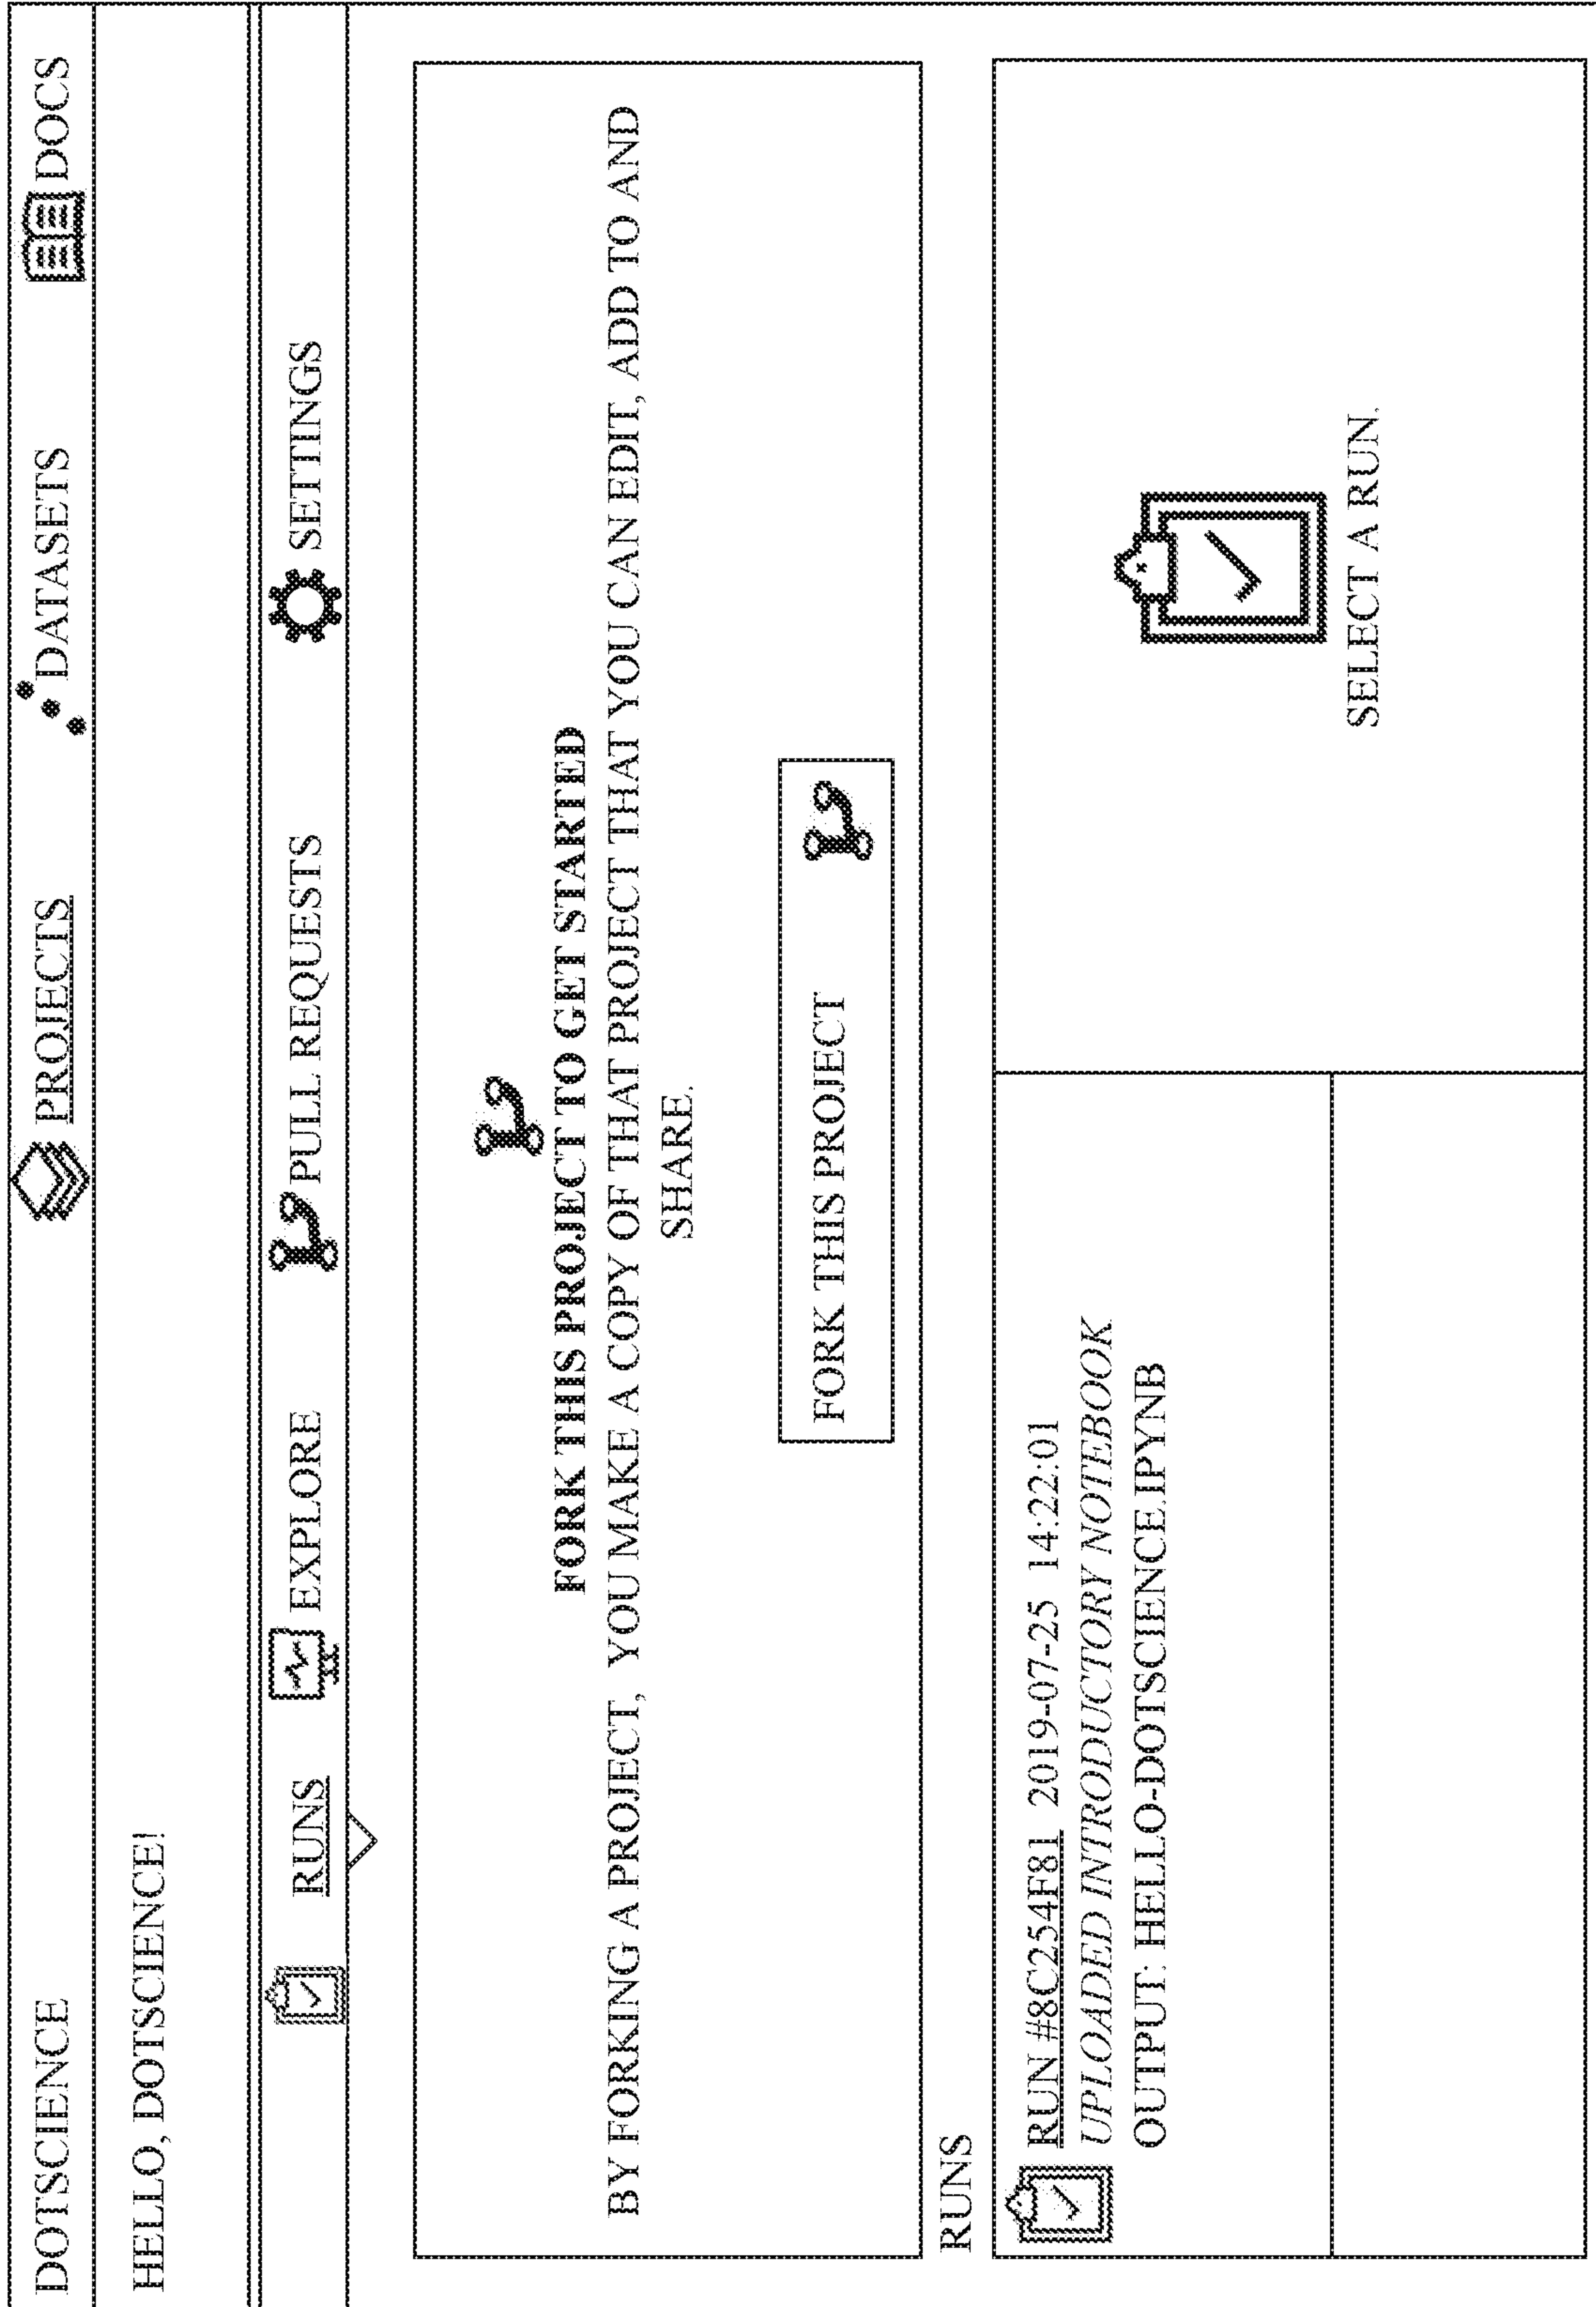 DOTSCIENCE PROJECTS DATASETS DOCS
HELLO, DOTSCIENCE!
RUNS EXPLORE PULL REQUESTS SETTINGS
FORK THIS PROJECT TO GET STARTED
BY FORKING A PROJECT, YOU MAKE A COPY OF THAT PROJECT THAT YOU CAN EDIT, ADD TO AND
SHARE.
FORK THIS PROJECT
RUNS
RUN #8C254F81 2019-07-25 14:22:01
UPLOADED INTRODUCTORY NOTEBOOK
OUTPUT: HELLO-DOTSCIENCE.IPYNB
SELECT A RUN.